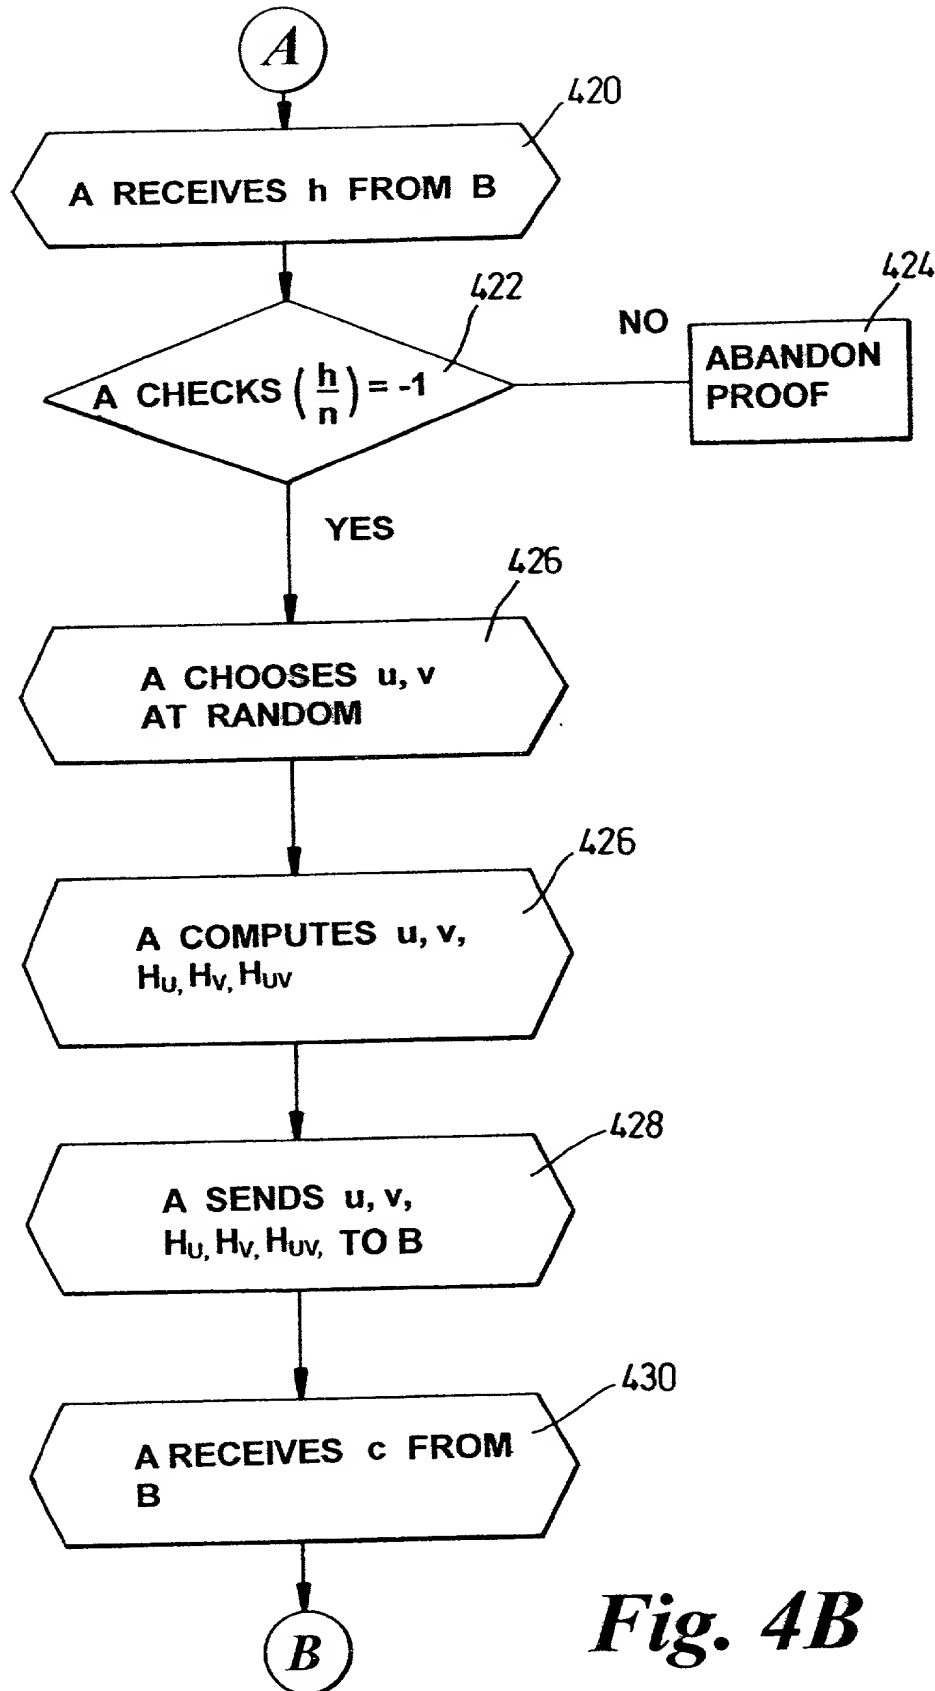 A
420
A RECEIVES h FROM B
422
A CHECKS (h/n) = -1
NO
424
ABANDON
PROOF
YES
426
A CHOOSES u, v
AT RANDOM
426
A COMPUTES u, v,
HU, HV, HUV
428
A SENDS u, v,
HU, HV, HUV, TO B
430
A RECEIVES c FROM
B
B
Fig. 4B